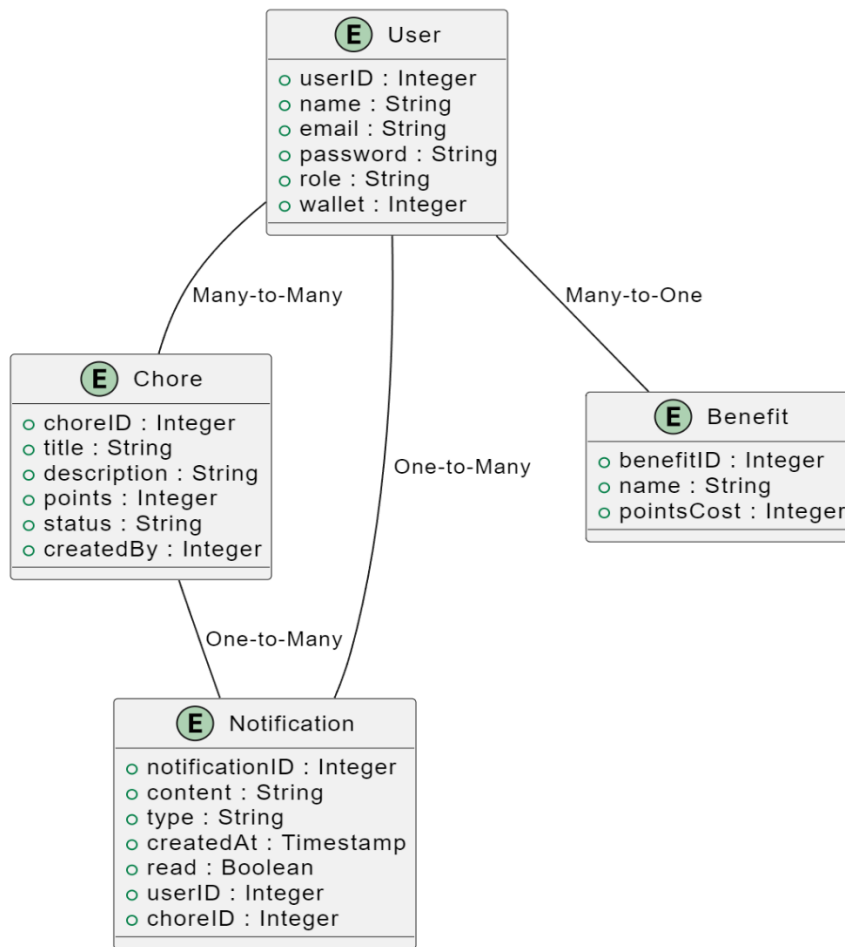 E User
userID : Integer
name : String
email : String
password : String
role : String
wallet : Integer
Many-to-Many
Many-to-One
E Chore
choreID : Integer
title : String
description : String
points : Integer
status : String
createdBy : Integer
One-to-Many
E Benefit
benefitID : Integer
name : String
pointsCost : Integer
One-to-Many
E Notification
notificationID : Integer
content : String
type : String
createdAt : Timestamp
read : Boolean
userID : Integer
choreID : Integer